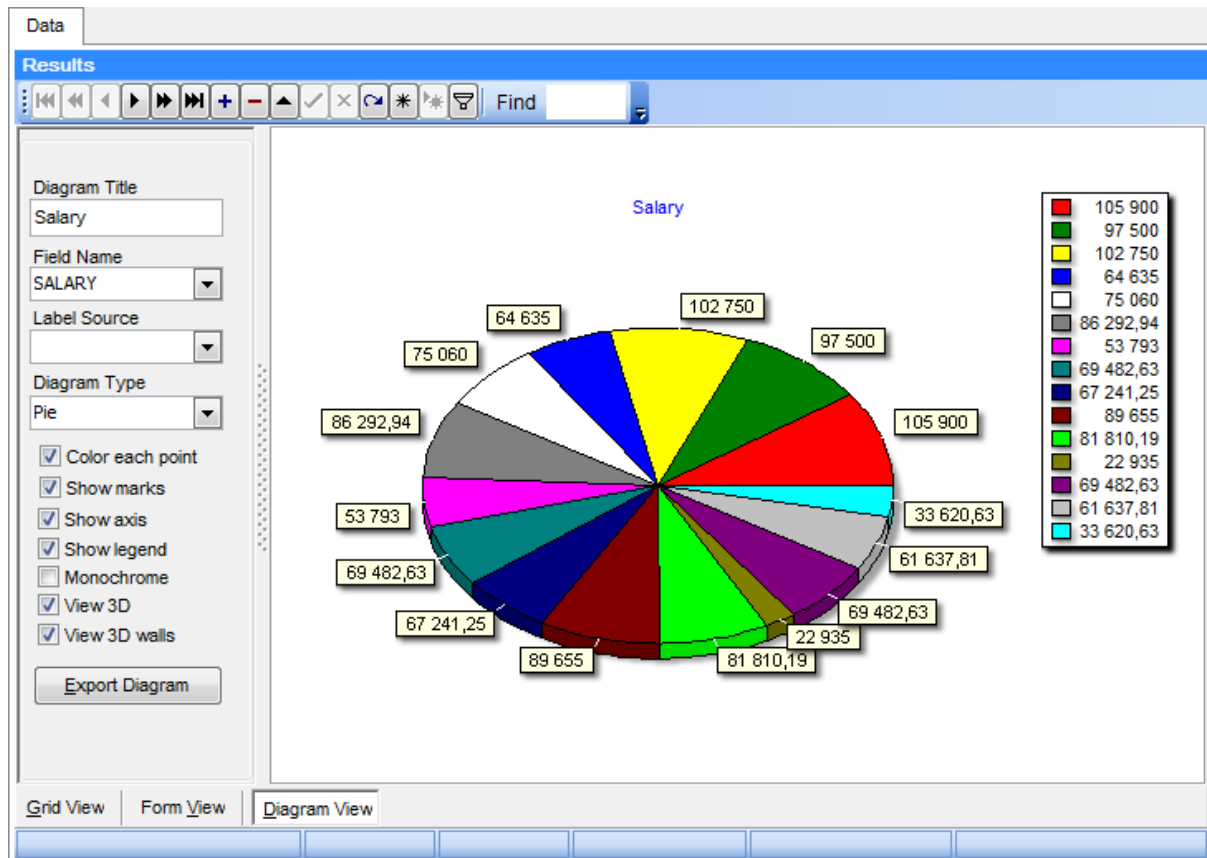 Data
Results
Find
Diagram Title
Salary
Field Name
SALARY
Label Source
Diagram Type
Pie
Color each point
Show marks
Show axis
Show legend
Monochrome
View 3D
View 3D walls
Export Diagram
Salary
102 750
64 635
97 500
75 060
86 292,94
105 900
53 793
33 620,63
69 482,63
61 637,81
67 241,25
69 482,63
22 935
89 655
81 810,19
105 900
97 500
102 750
64 635
75 060
86 292,94
53 793
69 482,63
67 241,25
89 655
81 810,19
22 935
69 482,63
61 637,81
33 620,63
Grid View
Form View
Diagram View